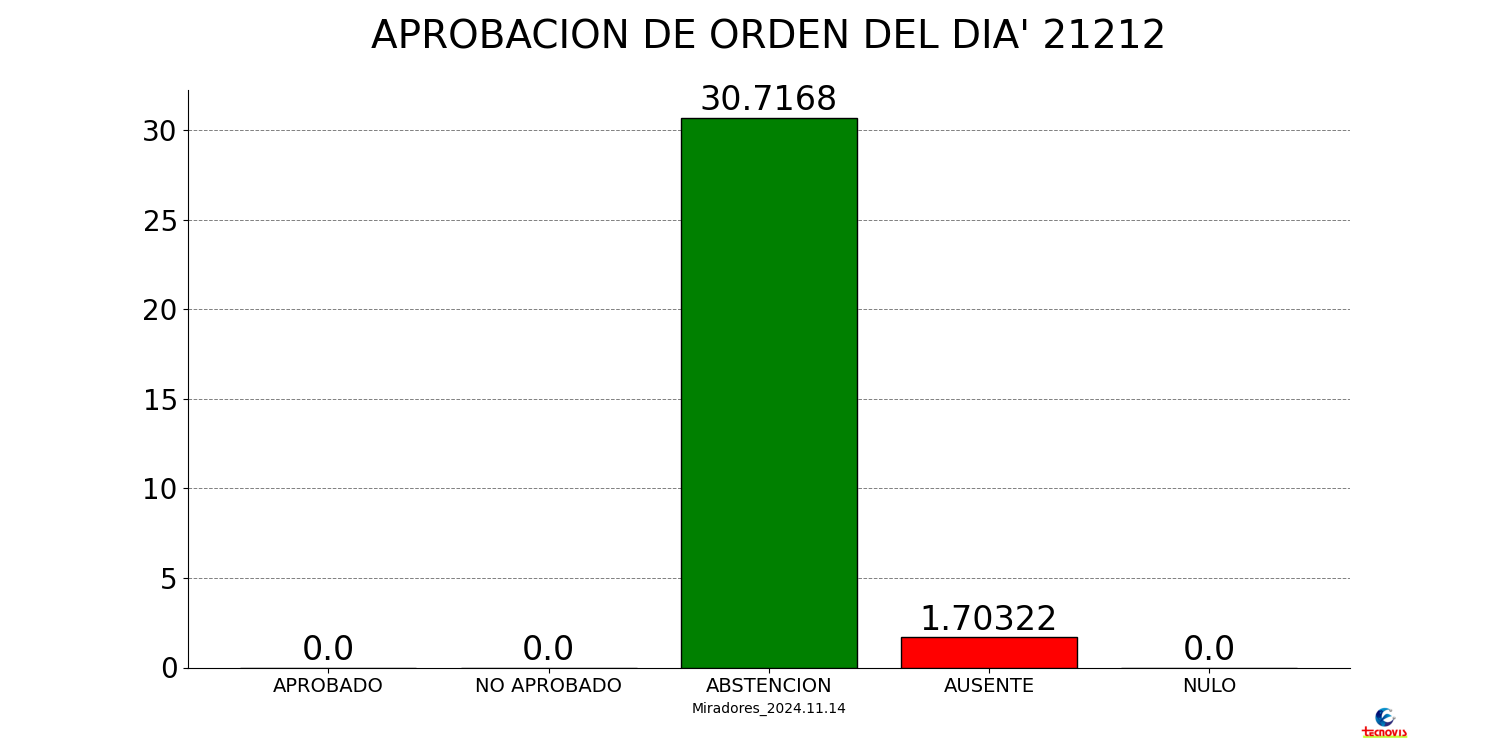 APROBACION DE ORDEN DEL DIA' 21212
30.7168
30
25
20
15
10
5
1.70322
0.0 0.0 0.0
0
APROBADO NO APROBADO ABSTENCION AUSENTE NULO
Miradores_2024.11.14
tecnovis